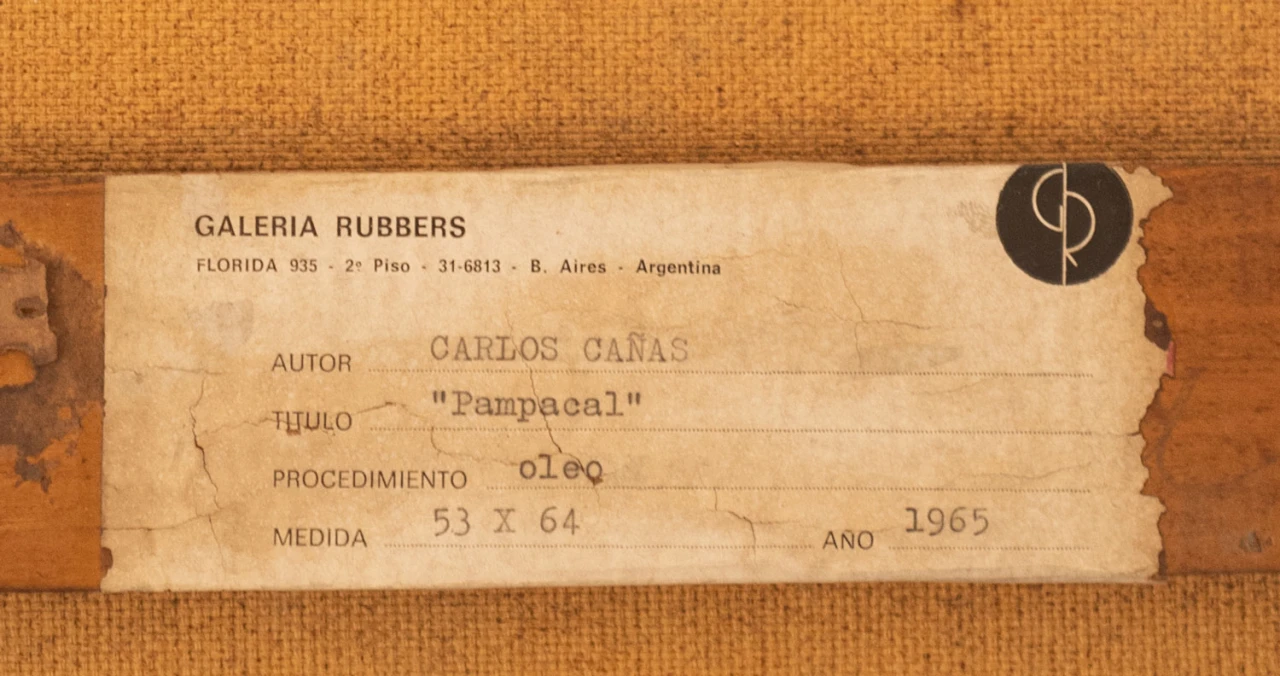 GALERIA RUBBERS
FLORIDA 935 - 2º Piso - 31-6813 - B. Aires - Argentina
AUTOR CARLOS CAÑAS
TITULO "Pampacal"
PROCEDIMIENTO oleo
MEDIDA 53 X 64 AÑO 1965